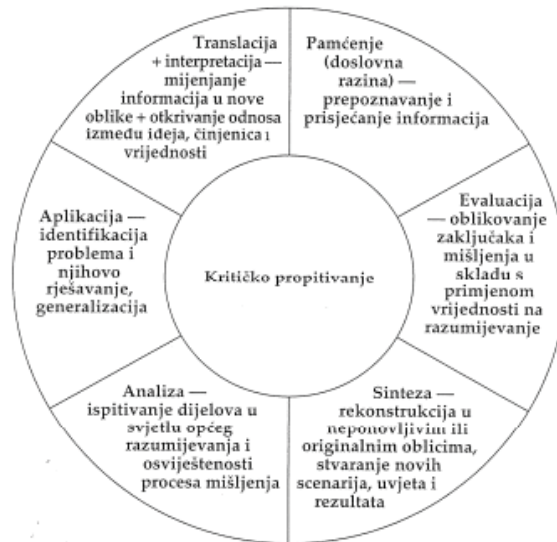 Translacija
+ interpretacija —
mijenjanje
informacija u nove
oblike + otkrivanje odnosa
između ideja, činjenica i
vrijednosti
Pamćenje
(doslovna
razina) —
prepoznavanje i
prisjećanje informacija
Evaluacija
— oblikovanje
zaključaka i
mišljenja u
skladu s
primjenom
vrijednosti na
razumijevanje
Sinteza —
rekonstrukcija u
neponovljivim ili
originalnim oblicima,
stvaranje novih
scenarija, uvjeta i
rezultata
Analiza —
ispitivanje dijelova u
svjetlu općeg
razumijevanja i
osviještenosti
procesa mišljenja
Aplikacija —
identifikacija
problema i
njihovo
rješavanje,
generalizacija
Kritičko propitivanje